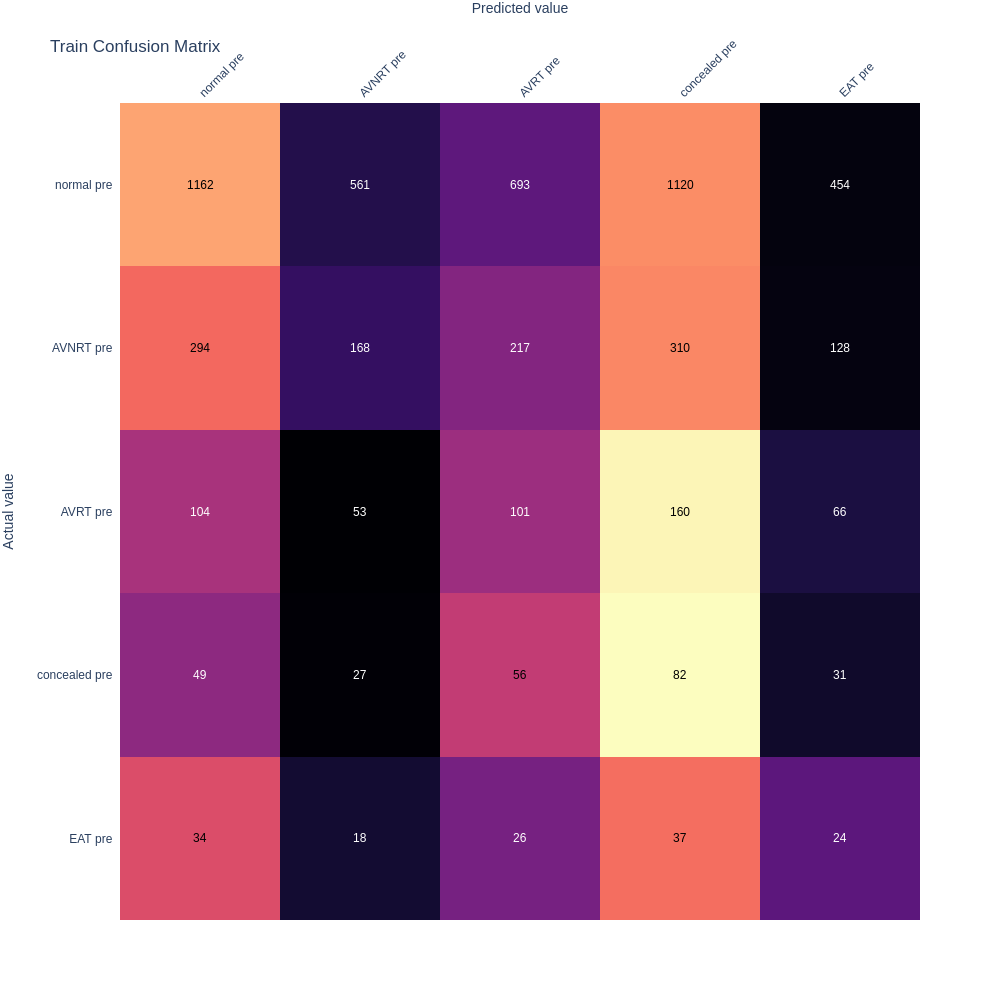 Predicted value
Train Confusion Matrix
normal pre AVNRT pre AVRT pre concealed pre EAT pre
normal pre 1162 561 693 1120 454
AVNRT pre 294 168 217 310 128
Actual value
AVRT pre 104 53 101 160 66
concealed pre 49 27 56 82 31
EAT pre 34 18 26 37 24